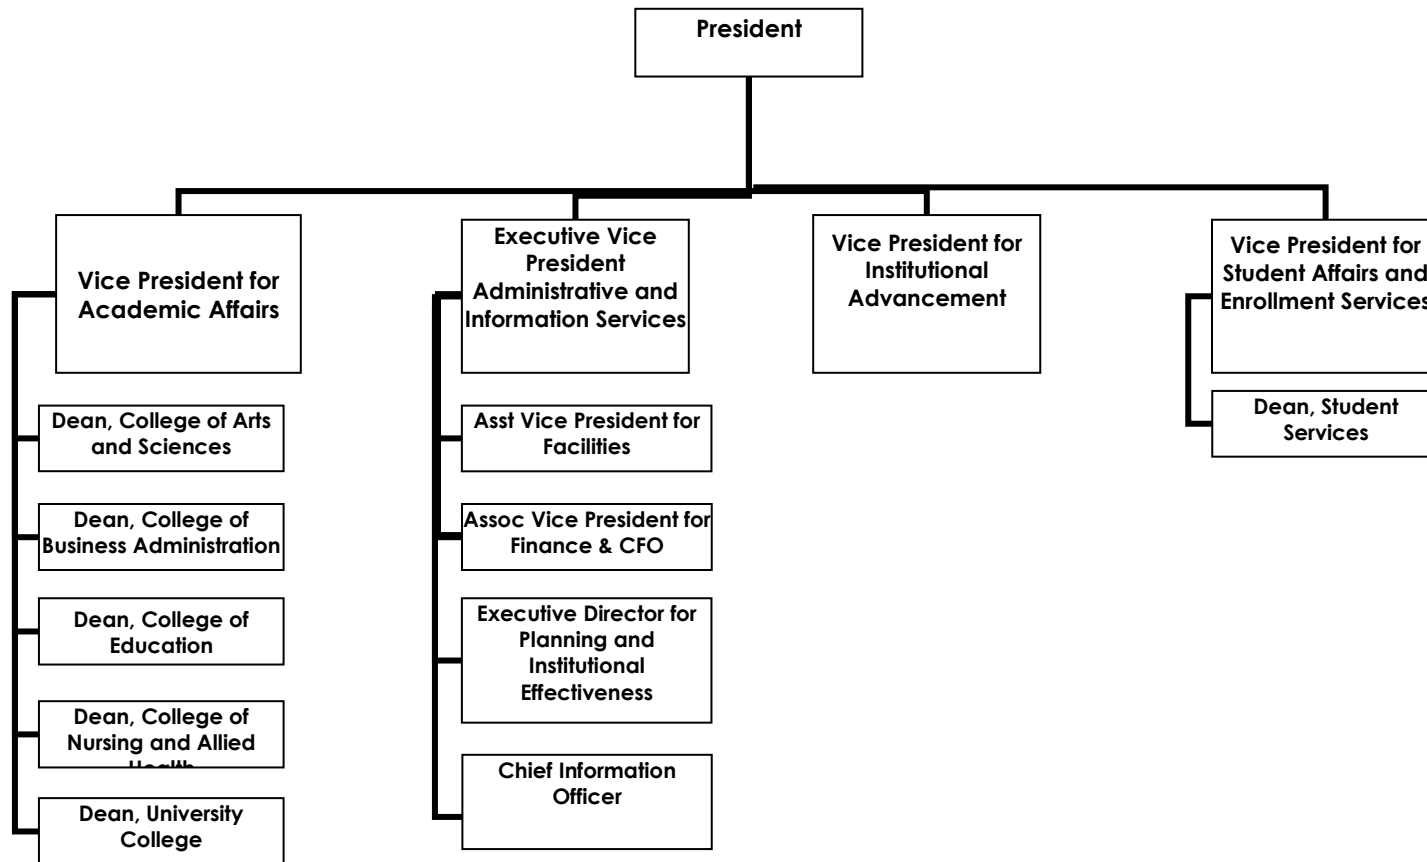 President
Vice President for
Academic Affairs
Executive Vice
President
Administrative and
Information Services
Vice President for
Institutional
Advancement
Vice President for
Student Affairs and
Enrollment Services
Dean, College of Arts
and Sciences
Dean, College of
Business Administration
Dean, College of
Education
Dean, College of
Nursing and Allied
Health
Dean, University
College
Asst Vice President for
Facilities
Assoc Vice President for
Finance & CFO
Executive Director for
Planning and
Institutional
Effectiveness
Chief Information
Officer
Dean, Student
Services